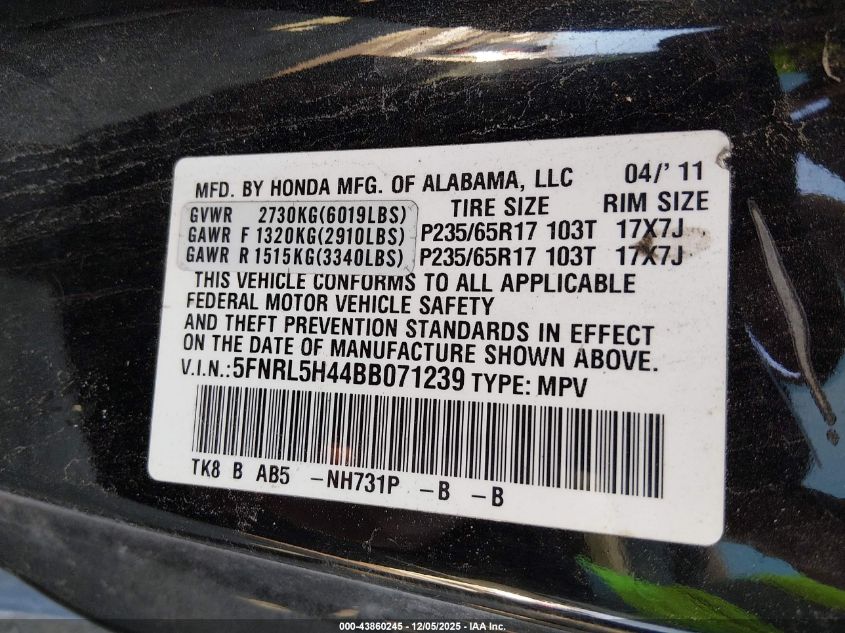 MFD. BY HONDA MFG. OF ALABAMA, LLC 04/'11
GVWR 2730KG(6019LBS) TIRE SIZE RIM SIZE
GAWR F 1320KG(2910LBS) P235/65R17 103T 17X7J
GAWR R 1515KG(3340LBS) P235/65R17 103T 17X7J
THIS VEHICLE CONFORMS TO ALL APPLICABLE
FEDERAL MOTOR VEHICLE SAFETY
AND THEFT PREVENTION STANDARDS IN EFFECT
ON THE DATE OF MANUFACTURE SHOWN ABOVE.
V.I.N.: 5FNRL5H44BB071239 TYPE: MPV
TK8 B AB5 -NH731P -B -B
000-43860245 - 12/05/2025 - IAA Inc.